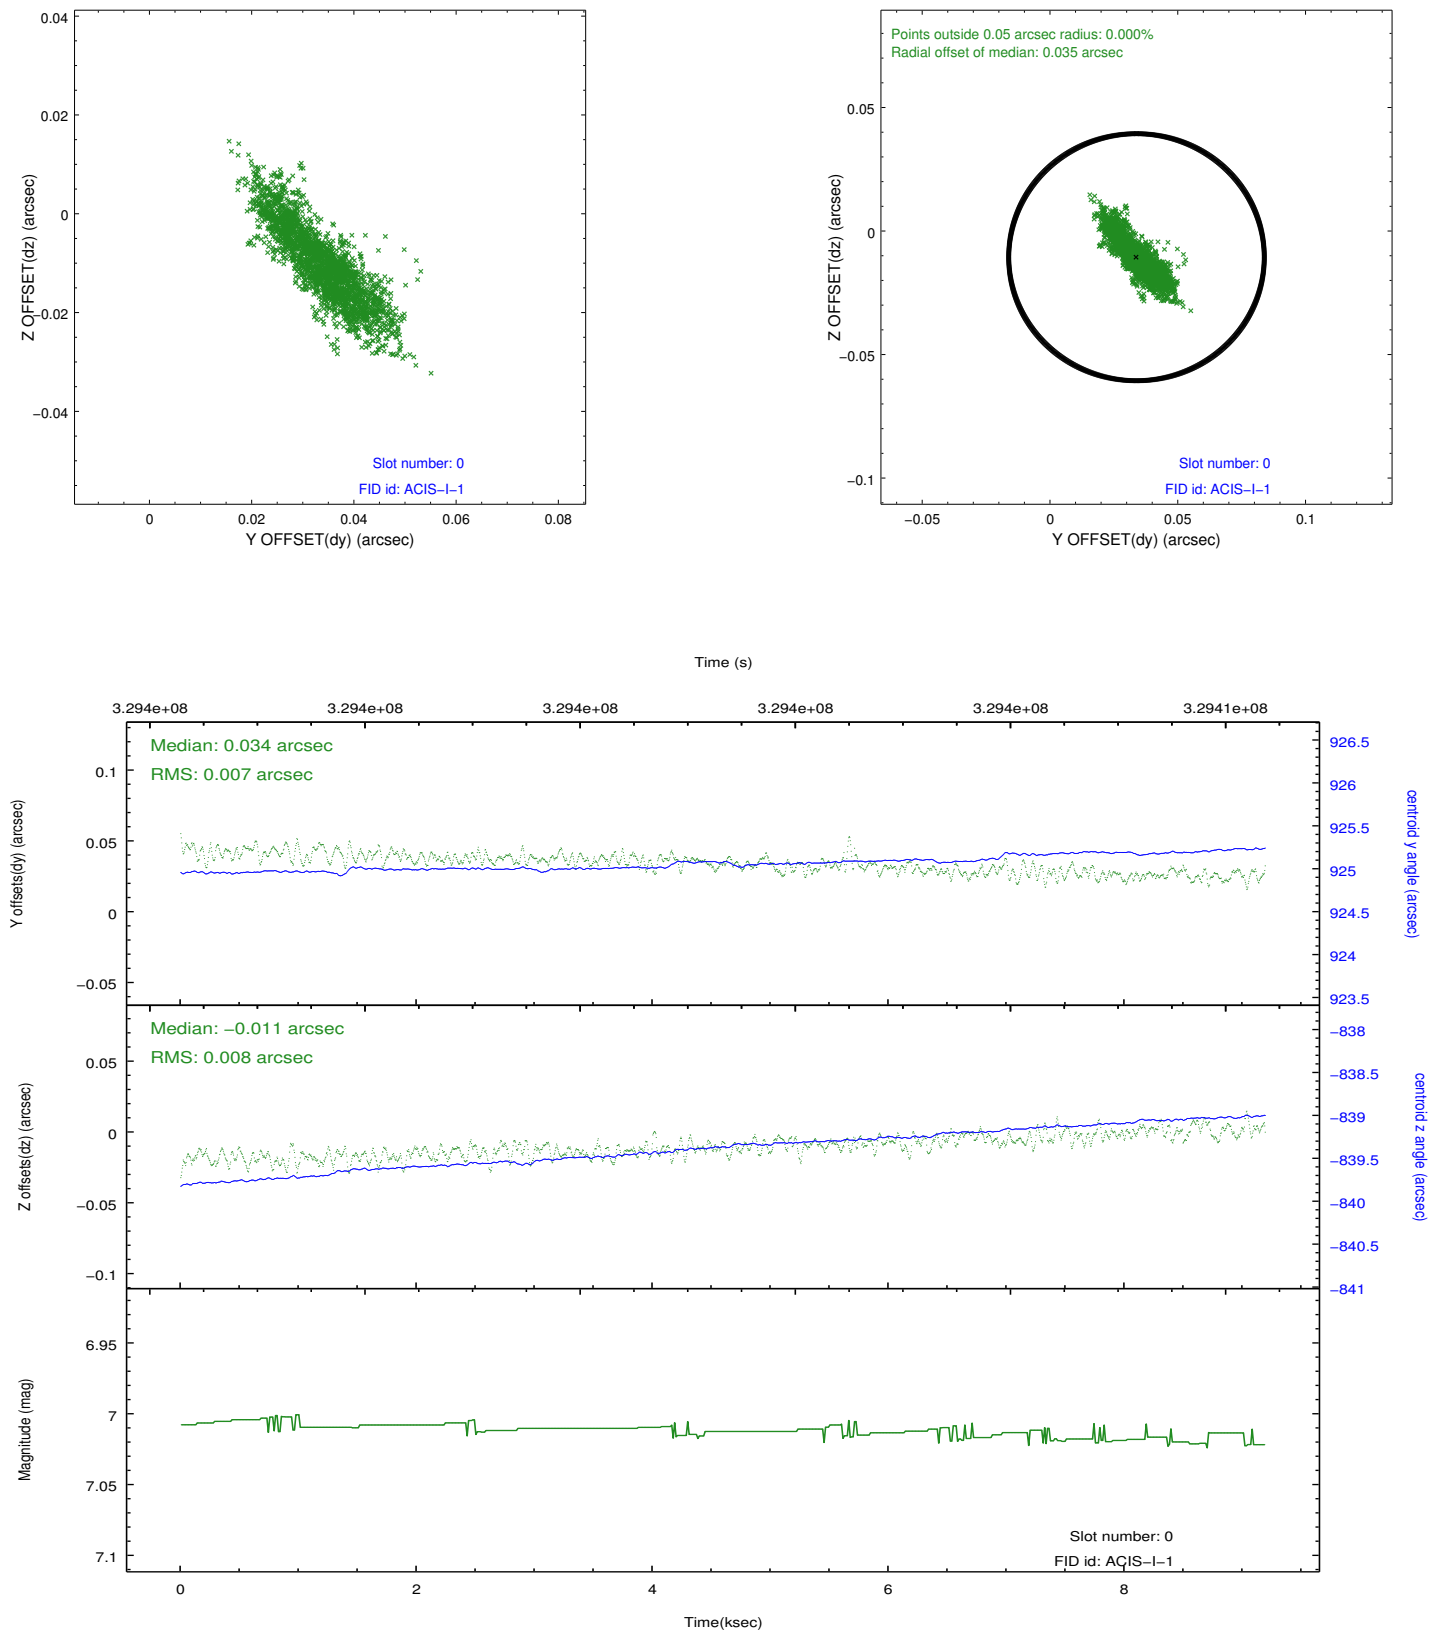 0.04
0.02
0
−0.02
−0.04
Z OFFSET(dz) (arcsec)
Slot number: 0
FID id: ACIS−I−1
0
0.02
0.04
0.06
0.08
Y OFFSET(dy) (arcsec)
Points outside 0.05 arcsec radius: 0.000%
Radial offset of median: 0.035 arcsec
0.05
0
−0.05
−0.1
Z OFFSET(dz) (arcsec)
Slot number: 0
FID id: ACIS−I−1
−0.05
0
0.05
0.1
Y OFFSET(dy) (arcsec)
Time (s)
3.294e+08
3.294e+08
3.294e+08
3.294e+08
3.294e+08
3.2941e+08
Median: 0.034 arcsec
RMS: 0.007 arcsec
0.1
0.05
0
−0.05
Y offsets(dy) (arcsec)
926.5
926
925.5
925
924.5
924
923.5
centroid y angle (arcsec)
Median: −0.011 arcsec
RMS: 0.008 arcsec
0.05
0
−0.05
−0.1
Z offsets(dz) (arcsec)
−838
−838.5
−839
−839.5
−840
−840.5
−841
centroid z angle (arcsec)
6.95
7
7.05
7.1
Magnitude (mag)
Slot number: 0
FID id: ACIS−I−1
0
2
4
6
8
Time(ksec)